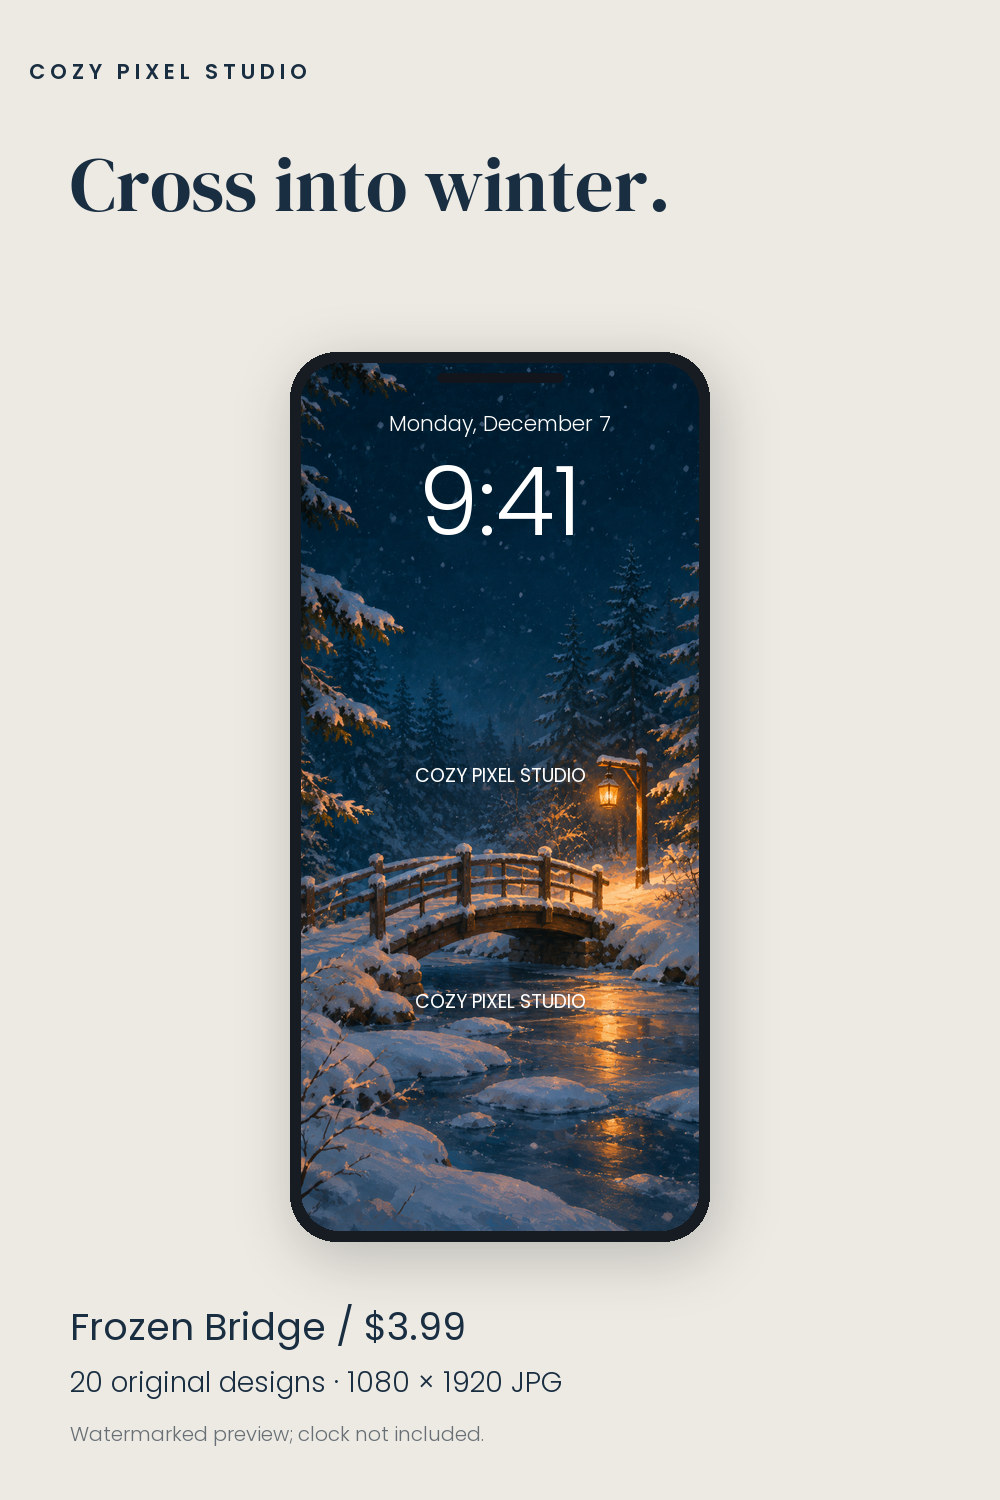 COZY PIXEL STUDIO
Cross into winter.
Monday, December 7
9:41
COZY PIXEL STUDIO
COZY PIXEL STUDIO
Frozen Bridge / $3.99
20 original designs · 1080 × 1920 JPG
Watermarked preview; clock not included.